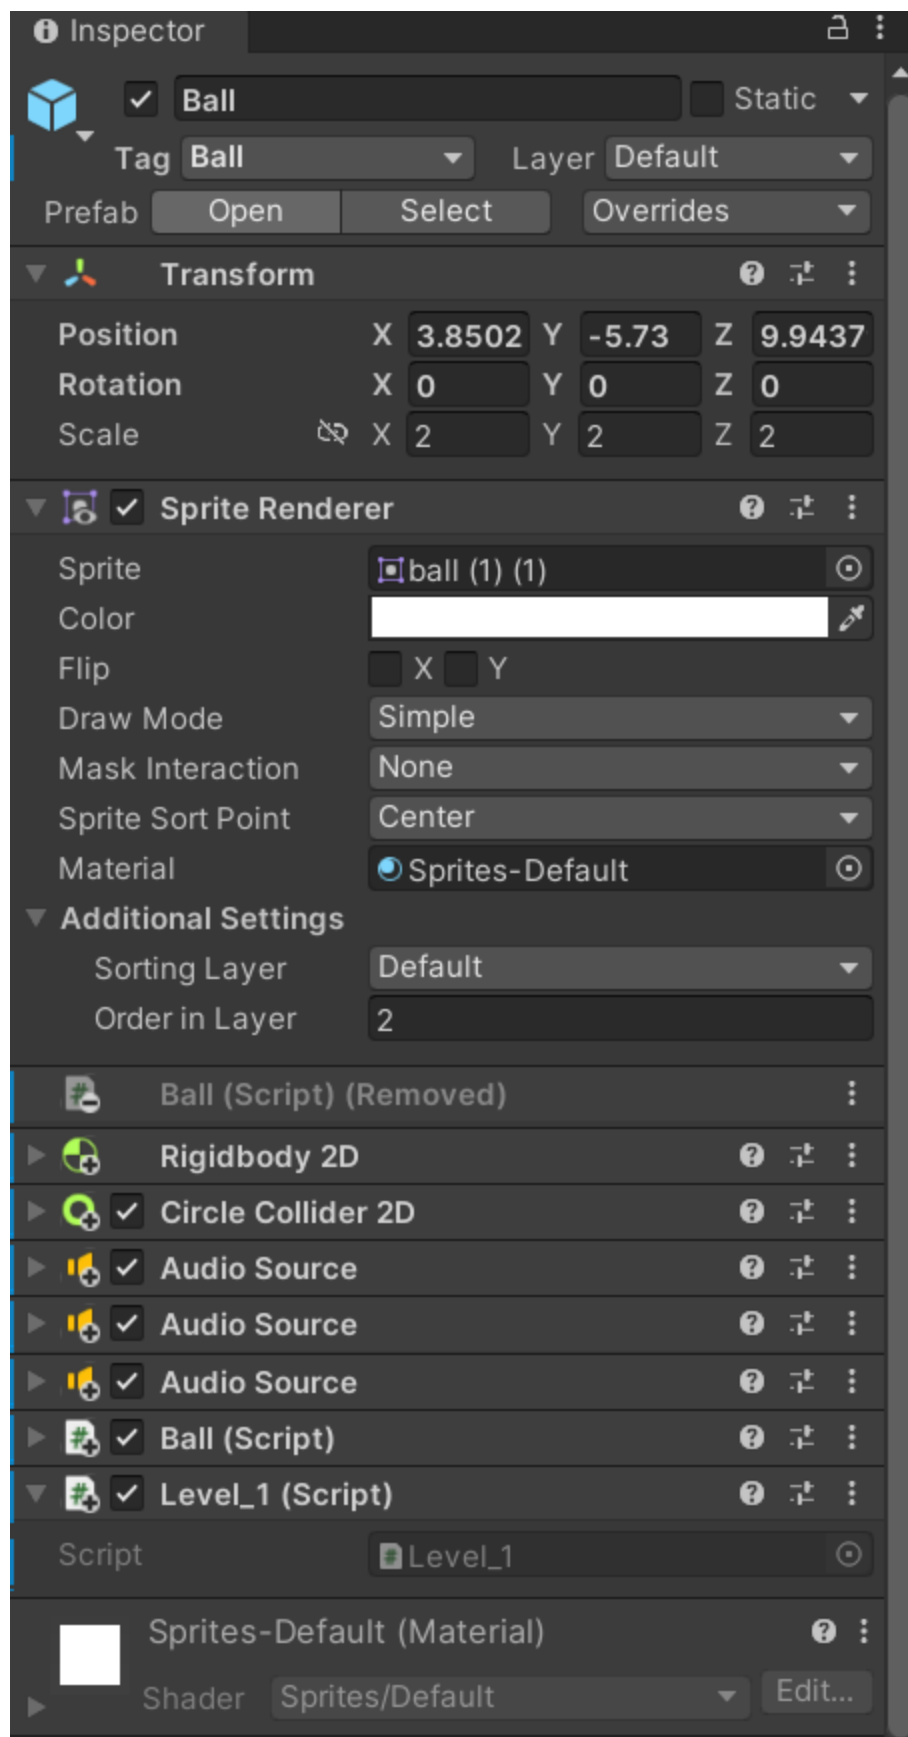 Inspector
Ball Static
Tag Ball Layer Default
Prefab Open Select Overrides
Transform
Position X 3.8502 Y -5.73 Z 9.9437
Rotation X 0 Y 0 Z 0
Scale X 2 Y 2 Z 2
Sprite Renderer
Sprite ball (1) (1)
Color
Flip X Y
Draw Mode Simple
Mask Interaction None
Sprite Sort Point Center
Material Sprites-Default
Additional Settings
Sorting Layer Default
Order in Layer 2
Ball (Script) (Removed)
Rigidbody 2D
Circle Collider 2D
Audio Source
Audio Source
Audio Source
Ball (Script)
Level_1 (Script)
Script Level_1
Sprites-Default (Material)
Shader Sprites/Default Edit...